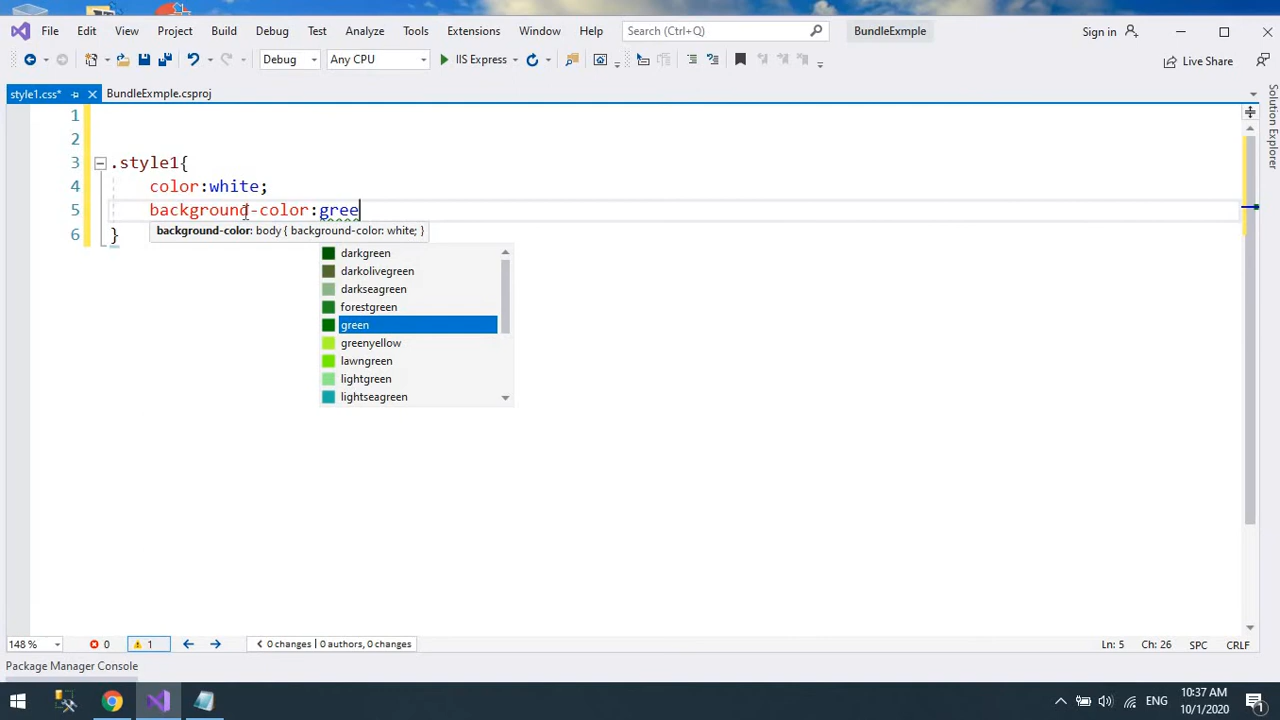 File Edit View Project Build Debug Test Analyze Tools Extensions Window Help Search (Ctrl+Q) BundleExmple Sign in
Debug Any CPU IIS Express Live Share
style1.css* BundleExmple.csproj
Solution Explorer
1
2
3 .style1{
4 color:white;
5 background-color:gree
6 }
background-color: body { background-color: white; }
darkgreen
darkolivegreen
darkseagreen
forestgreen
green
greenyellow
lawngreen
lightgreen
lightseagreen
148 % 0 1 0 changes | 0 authors, 0 changes Ln: 5 Ch: 26 SPC CRLF
Package Manager Console
ENG 10:37 AM
10/1/2020
1